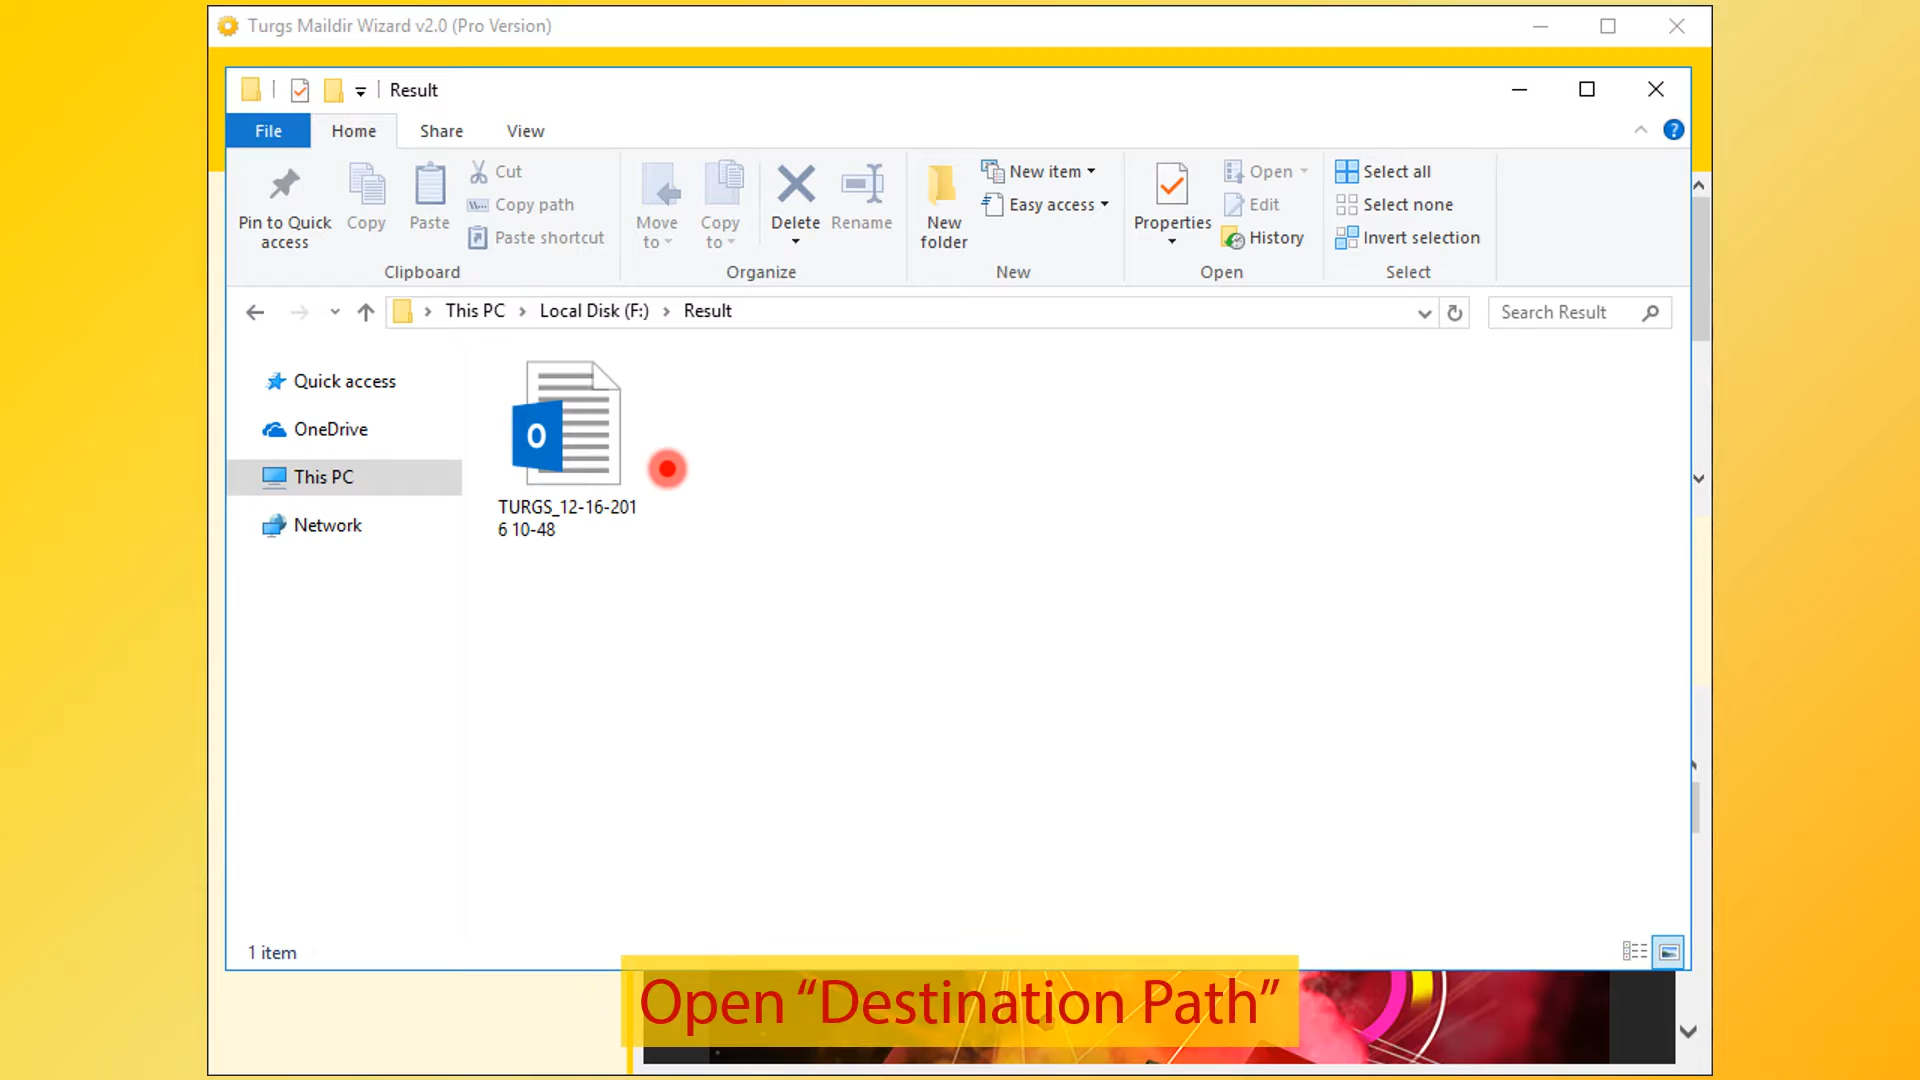 Turgs Maildir Wizard v2.0 (Pro Version)
Result
File Home Share View
?
Pin to Quick access
Copy
Paste
Cut
Copy path
Paste shortcut
Clipboard
Move to
Copy to
Delete
Rename
Organize
New folder
New item
Easy access
New
Properties
Open
Edit
History
Open
Select all
Select none
Invert selection
Select
This PC > Local Disk (F:) > Result
Search Result
Quick access
OneDrive
This PC
Network
O
TURGS_12-16-201
6 10-48
1 item
Open “Destination Path”